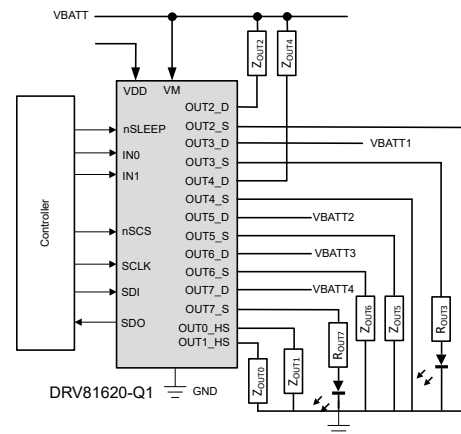 VBATT
ZOUT2
ZOUT4
VDD
VM
OUT2_D
nSLEEP
OUT2_S
OUT3_D
VBATT1
IN0
OUT3_S
IN1
OUT4_D
OUT4_S
Controller
OUT5_D
VBATT2
nSCS
OUT5_S
OUT6_D
VBATT3
SCLK
OUT6_S
SDI
OUT7_D
VBATT4
OUT7_S
ZOUT6
ZOUT5
ROUT3
SDO
OUT0_HS
ROUT7
OUT1_HS
ZOUT0
ZOUT1
DRV81620-Q1
GND